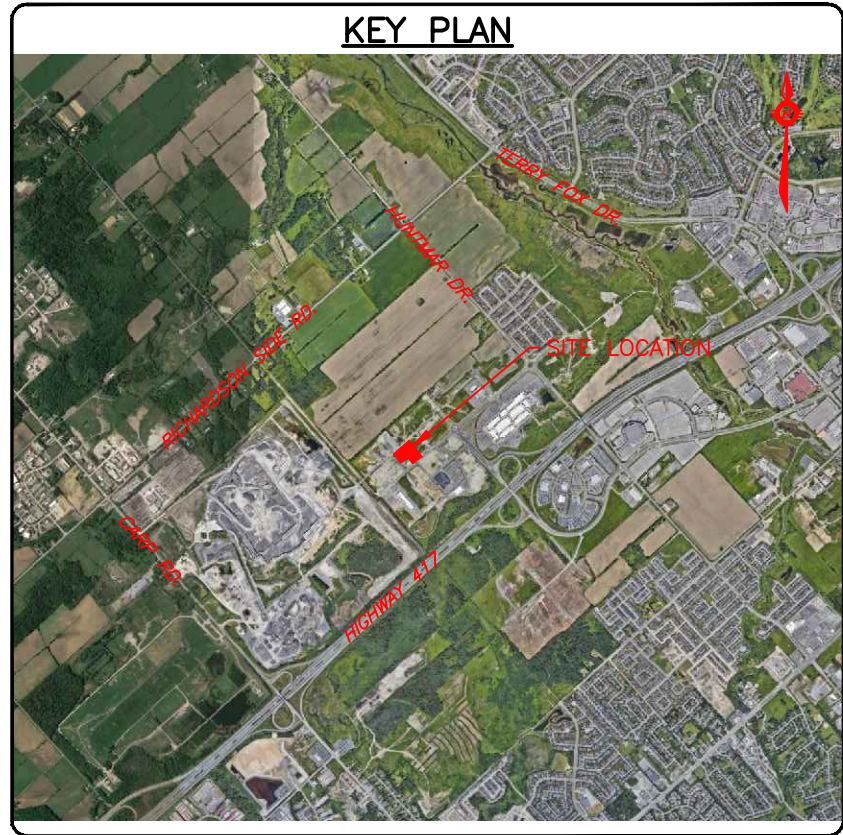 KEY PLAN
TERRY FOX DR.
HUNTMAR DR.
RICHARDSON SIDE RD.
SITE LOCATION
CARP RD.
HIGHWAY 417